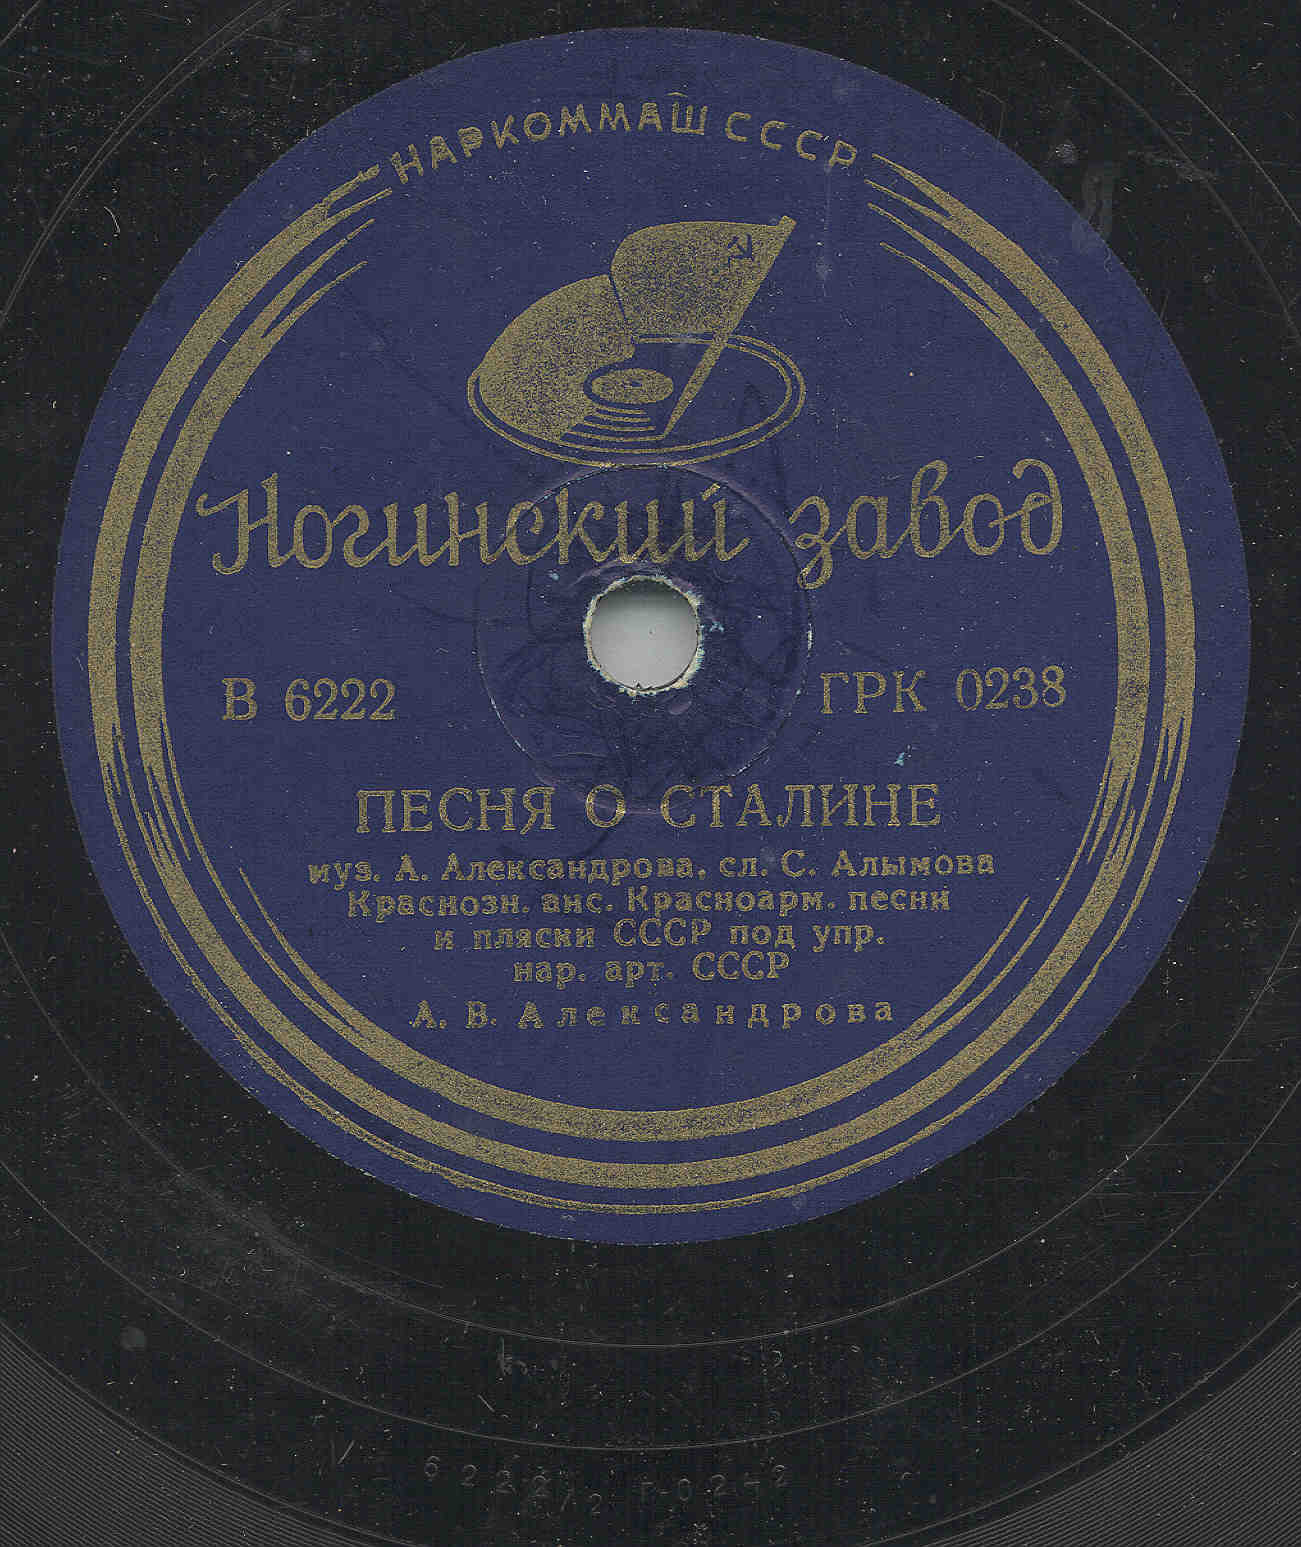 НАРКОММАШ СССР
Ногинский завод
В 6222
ГРК 0238
ПЕСНЯ О СТАЛИНЕ
муз. А. Александрова, сл. С. Алымова
Краснозн. анс. Красноарм. песни
и пляски СССР под упр.
нар. арт. СССР
А. В. Александрова